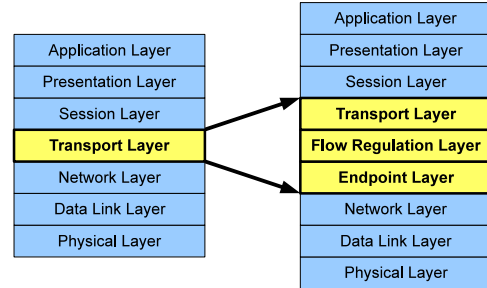 Application Layer
Presentation Layer
Session Layer
Transport Layer
Network Layer
Data Link Layer
Physical Layer
Application Layer
Presentation Layer
Session Layer
Transport Layer
Flow Regulation Layer
Endpoint Layer
Network Layer
Data Link Layer
Physical Layer